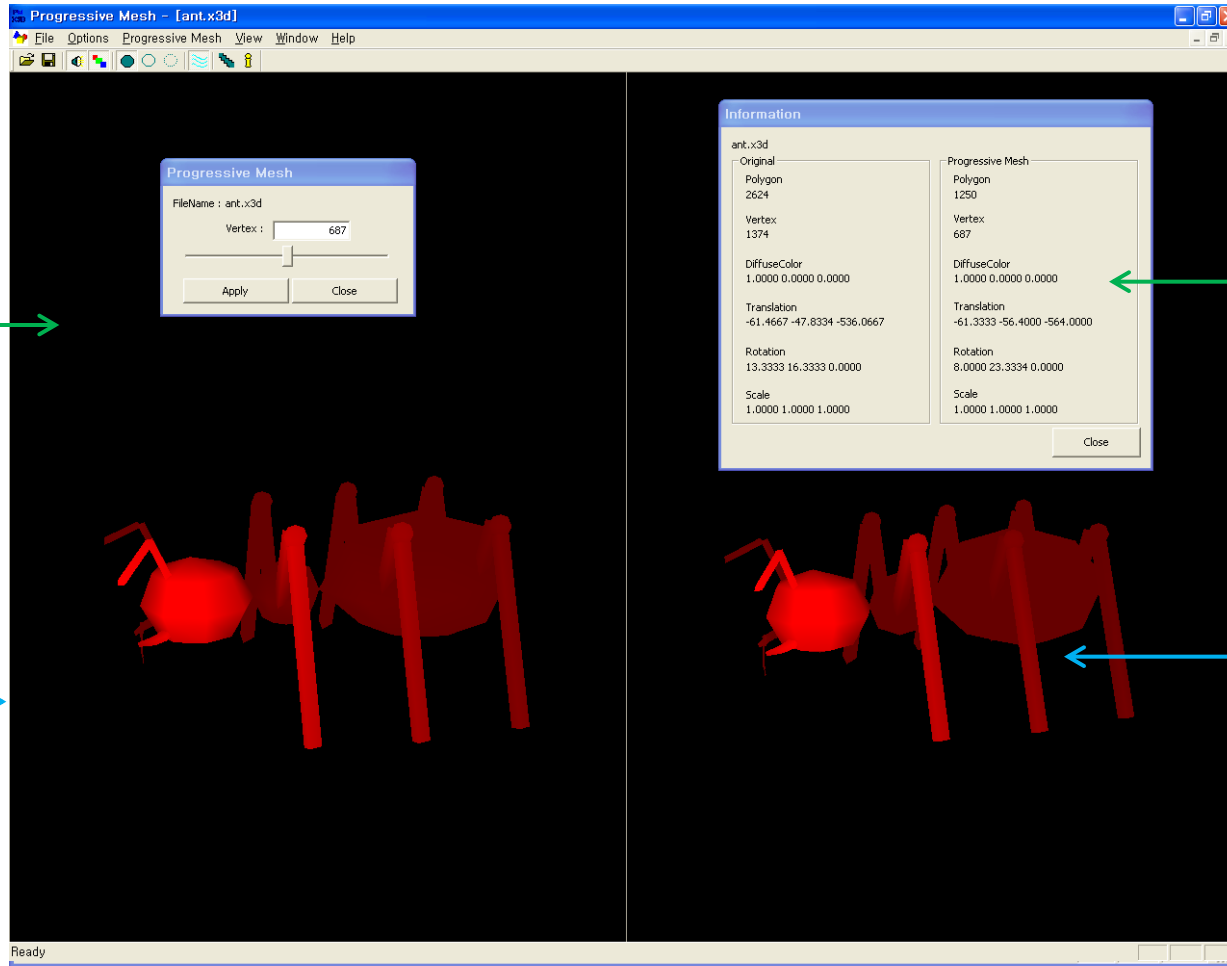 Progressive Mesh - [ant.x3d]
File Options Progressive Mesh View Window Help
Progressive Mesh
FileName : ant.x3d
Vertex : 687
Apply Close
Information
ant.x3d
Original
Polygon
2624
Vertex
1374
DiffuseColor
1.0000 0.0000 0.0000
Translation
-61.4667 -47.8334 -536.0667
Rotation
13.3333 16.3333 0.0000
Scale
1.0000 1.0000 1.0000
Progressive Mesh
Polygon
1250
Vertex
687
DiffuseColor
1.0000 0.0000 0.0000
Translation
-61.3333 -56.4000 -564.0000
Rotation
8.0000 23.3334 0.0000
Scale
1.0000 1.0000 1.0000
Close
Ready